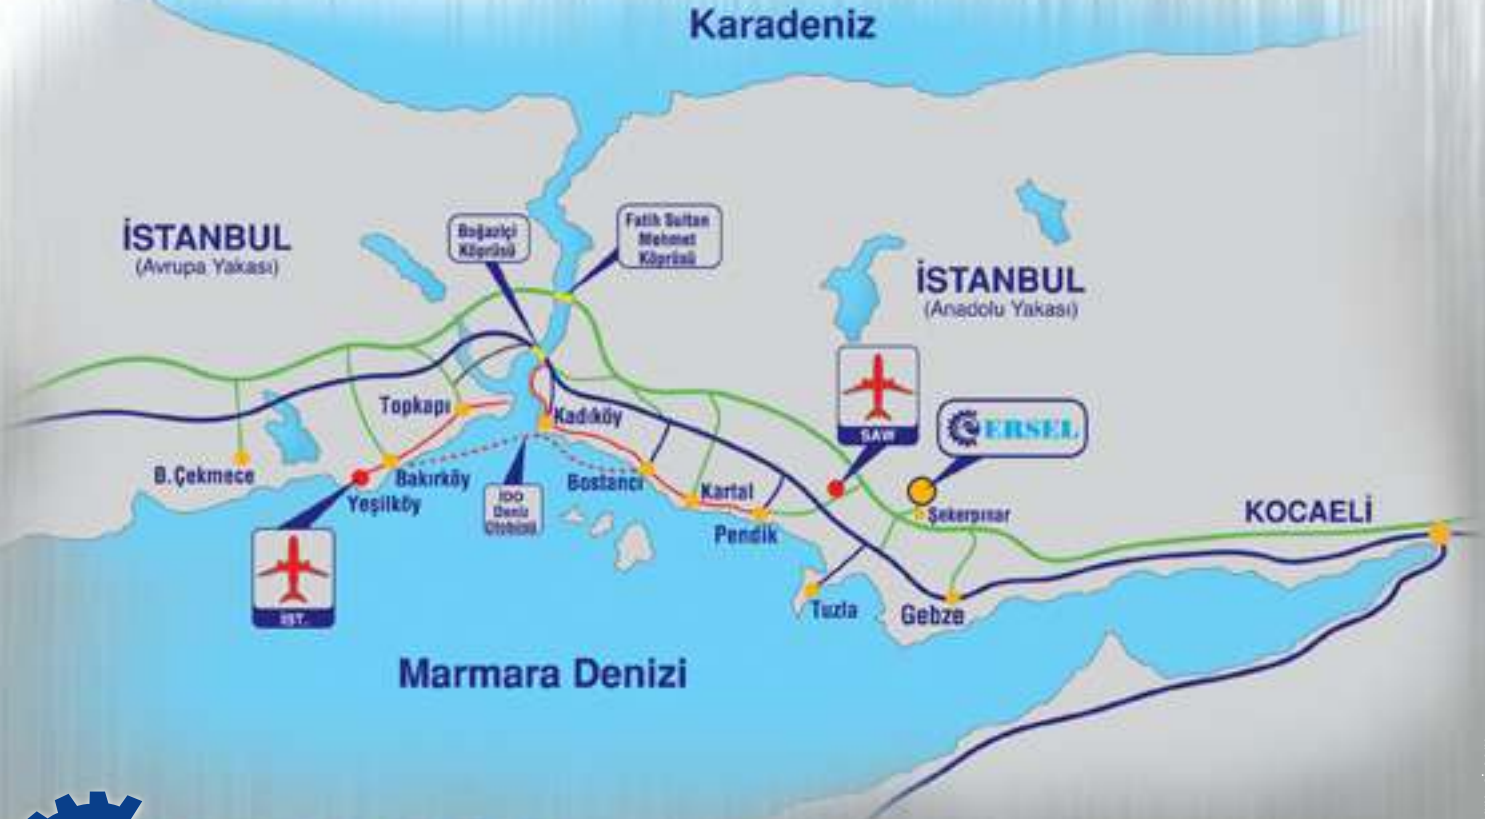 Karadeniz
İSTANBUL
(Avrupa Yakası)
Boğaziçi
Köprüsü
Fatih Sultan
Mehmet
Köprüsü
İSTANBUL
(Anadolu Yakası)
SAW
ERSEL
Topkapı
Kadıköy
B.Çekmece
Bakırköy
Yeşilköy
İDO
Deniz
Otobüsü
Bostancı
Kartal
Pendik
Şekerpınar
KOCAELİ
Tuzla
Gebze
İST.
Marmara Denizi